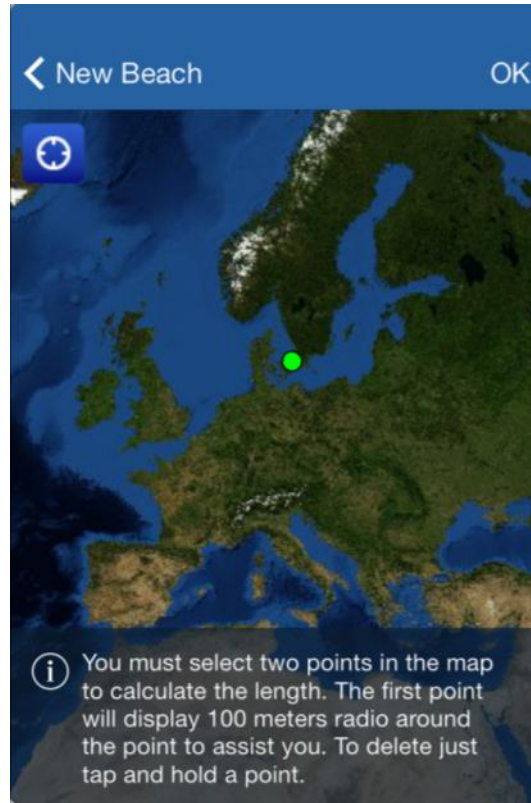 New Beach
OK
You must select two points in the map
to calculate the length. The first point
will display 100 meters radio around
the point to assist you. To delete just
tap and hold a point.